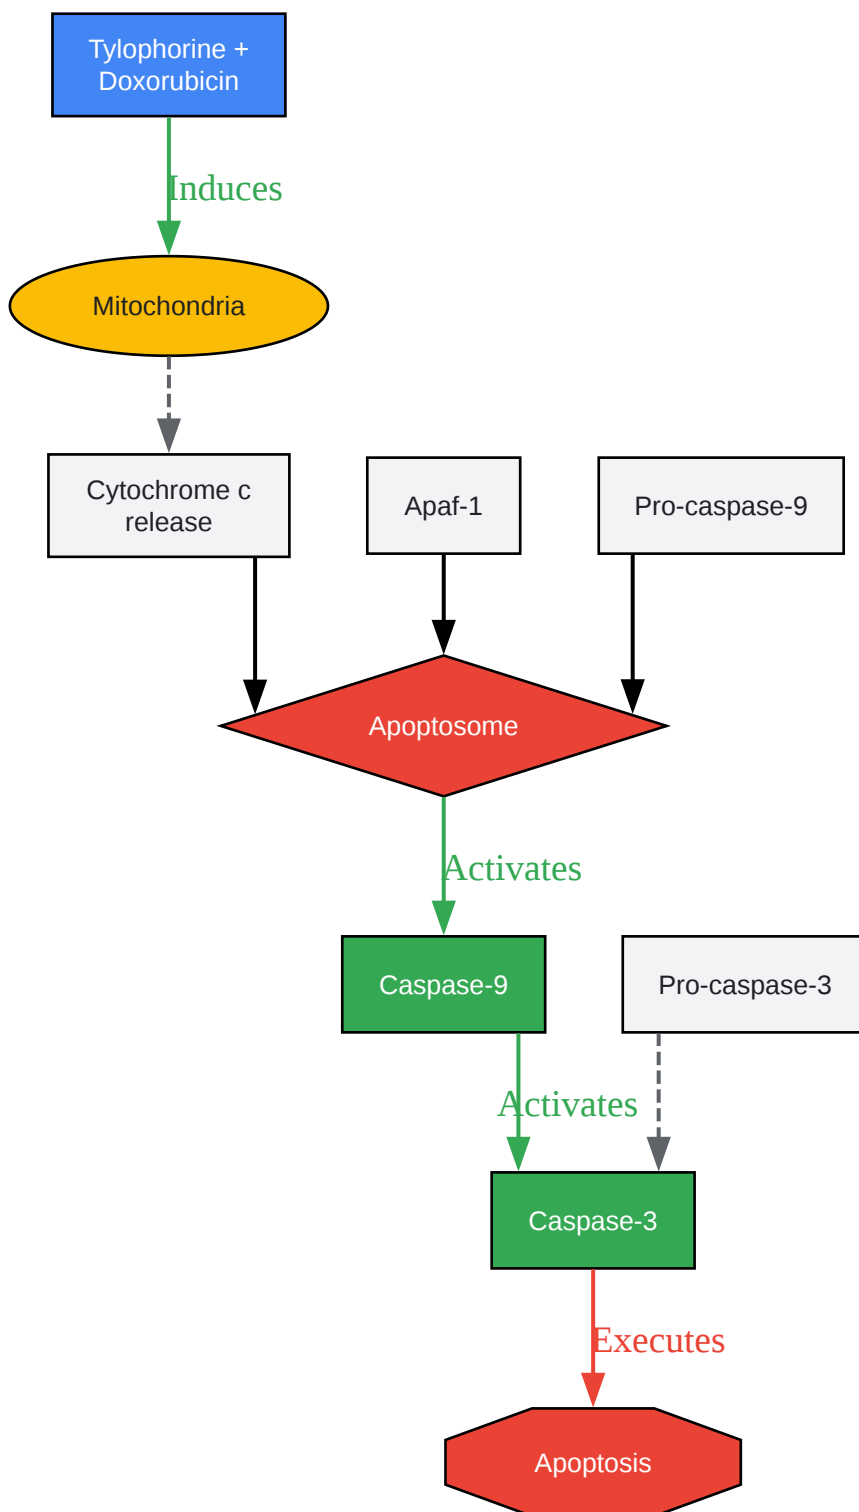 Tylophorine +
Doxorubicin
Induces
Mitochondria
Cytochrome c
release
Apaf-1
Pro-caspase-9
Apoptosome
Activates
Caspase-9
Pro-caspase-3
Activates
Caspase-3
Executes
Apoptosis